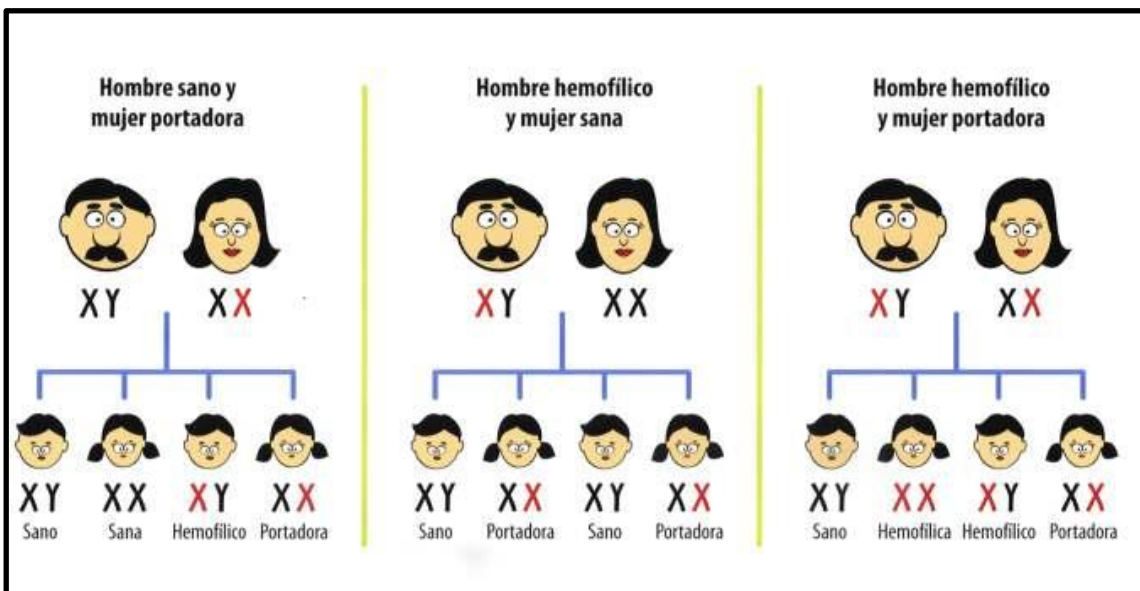 Hombre sano y
mujer portadora
XY
XX
XY
XX
XY
XX
Sano
Sana
Hemofílico
Portadora
Hombre hemofílico
y mujer sana
XY
XX
XY
XX
XY
XX
Sano
Portadora
Sano
Portadora
Hombre hemofílico
y mujer portadora
XY
XX
XY
XX
XY
XX
Sano
Hemofílica
Hemofílico
Portadora